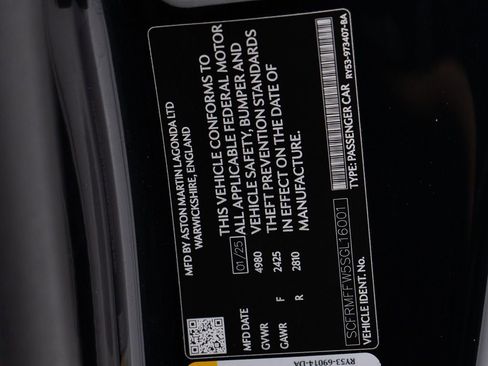 MFD BY ASTON MARTIN LAGONDA LTD
WARWICKSHIRE, ENGLAND
MFD DATE 01/25
GVWR 4980
GAWR F 2425
R 2810
THIS VEHICLE CONFORMS TO
ALL APPLICABLE FEDERAL MOTOR
VEHICLE SAFETY, BUMPER AND
THEFT PREVENTION STANDARDS
IN EFFECT ON THE DATE OF
MANUFACTURE.
SCFRMFFW5SGL16001
VEHICLE IDENT. No.
TYPE: PASSENGER CAR
RY53-973407-BA
RY53-69014-DA